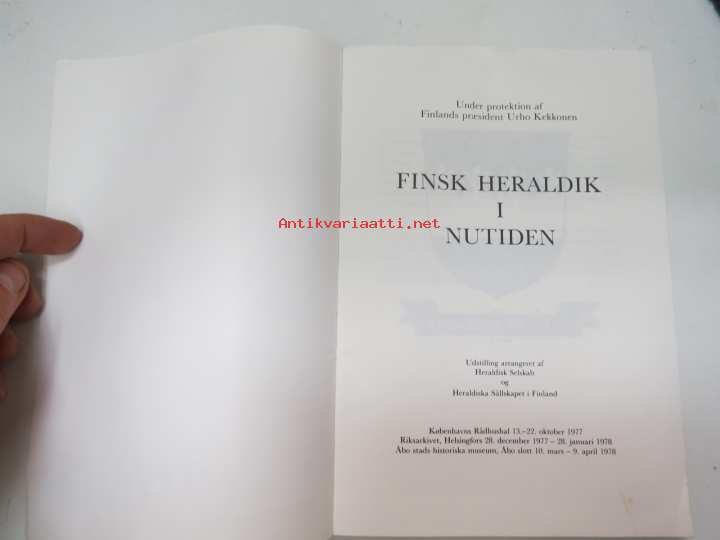 Under protektion af
Finlands præsident Urho Kekkonen
FINSK HERALDIK
I
NUTIDEN
Antikvariaatti.net
Udstilling arrangeret af
Heraldisk Selskab
og
Heraldiska Sällskapet i Finland
Københavns Rådhushal 13.–22. oktober 1977
Riksarkivet, Helsingfors 28. december 1977 – 28. januari 1978
Åbo stads historiska museum, Åbo slott 10. mars – 9. april 1978